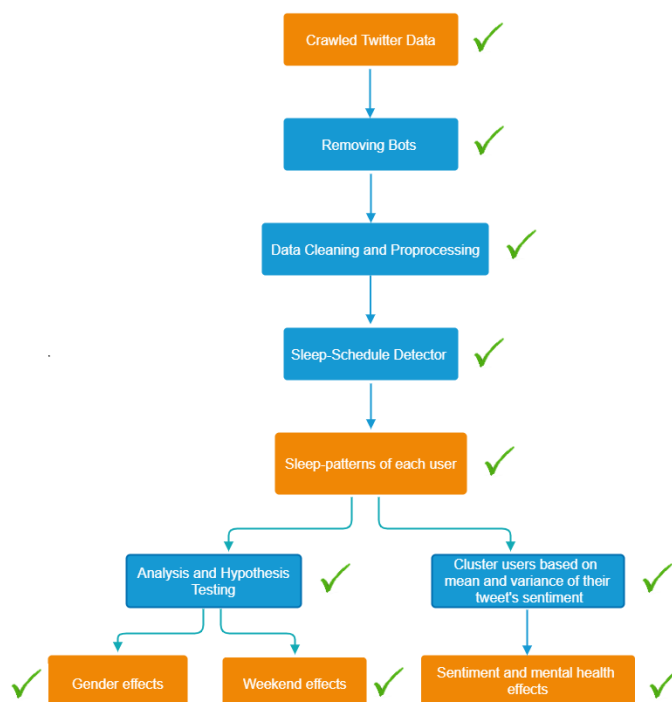 Crawled Twitter Data
Removing Bots
Data Cleaning and Proprocessing
Sleep-Schedule Detector
Sleep-patterns of each user
Analysis and Hypothesis
Testing
Cluster users based on
mean and variance of their
tweet's sentiment
Gender effects
Weekend effects
Sentiment and mental health
effects